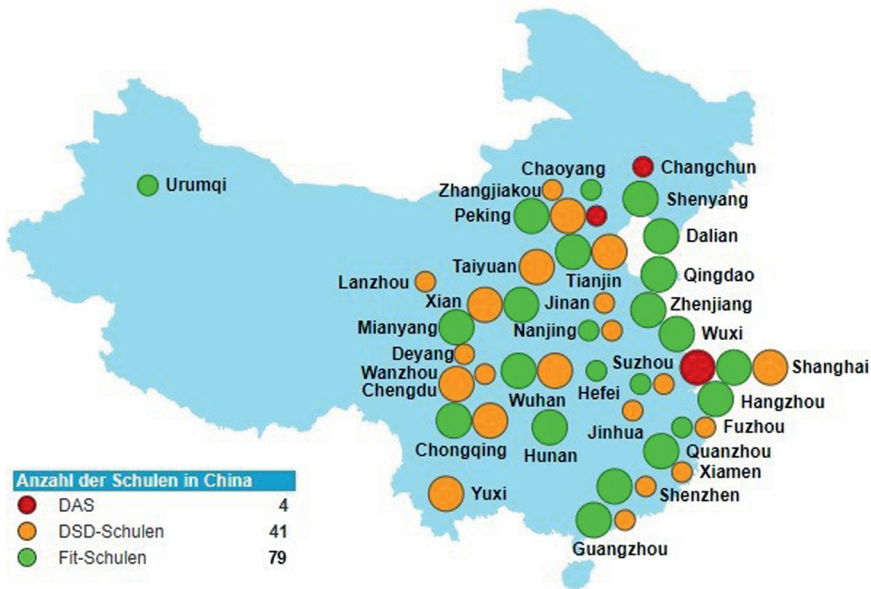 Chaoyang
Changchun
Urumqi
Zhangjiakou
Shenyang
Peking
Dalian
Taiyuan
Tianjin
Qingdao
Lanzhou
Xian
Jinan
Zhenjiang
Mianyang
Nanjing
Wuxi
Deyang
Suzhou
Wanzhou
Shanghai
Chengdu
Wuhan
Hefei
Hangzhou
Jinhua
Fuzhou
Chongqing
Hunan
Quanzhou
Xiamen
Yuxi
Shenzhen
Guangzhou
Anzahl der Schulen in China
DAS 4
DSD-Schulen 41
Fit-Schulen 79